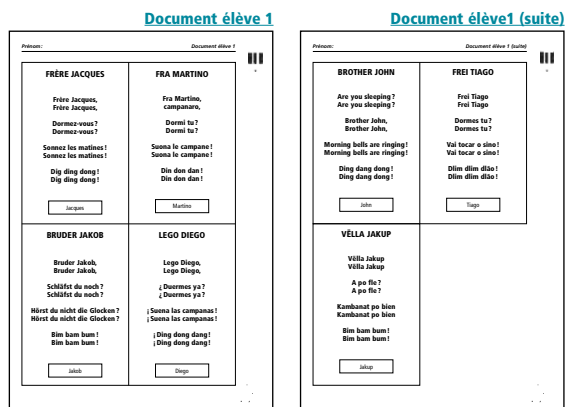 Document élève 1
Prénom:
Document élève 1
FRÈRE JACQUES
Frère Jacques,
Frère Jacques,
Dormez-vous?
Dormez-vous?
Sonnez les matines!
Sonnez les matines!
Dig ding dong!
Dig ding dong!
Jacques
FRA MARTINO
Fra Martino,
campanaro,
Dormi tu?
Dormi tu?
Suona le campane!
Suona le campane!
Din don dan!
Din don dan!
Martino
BRUDER JAKOB
Bruder Jakob,
Bruder Jakob,
Schläfst du noch?
Schläfst du noch?
Hörst du nicht die Glocken?
Hörst du nicht die Glocken?
Bim bam bum!
Bim bam bum!
Jakob
LEGO DIEGO
Lego Diego,
Lego Diego,
¿Duermes ya?
¿Duermes ya?
¡Suena las campanas!
¡Suena las campanas!
¡Ding dong dang!
¡Ding dong dang!
Diego
Document élève1 (suite)
Prénom:
Document élève 1 (suite)
BROTHER JOHN
Are you sleeping?
Are you sleeping?
Brother John,
Brother John,
Morning bells are ringing!
Morning bells are ringing!
Ding dang dong!
Ding dang dong!
John
FREI TIAGO
Frei Tiago
Frei Tiago
Dormes tu?
Dormes tu?
Vai tocar o sino!
Vai tocar o sino!
Dlim dlim dlão!
Dlim dlim dlão!
Tiago
VËLLA JAKUP
Vëlla Jakup
Vëlla Jakup
A po fle?
A po fle?
Kambanat po bien
Kambanat po bien
Bim bam bum!
Bim bam bum!
Jakup